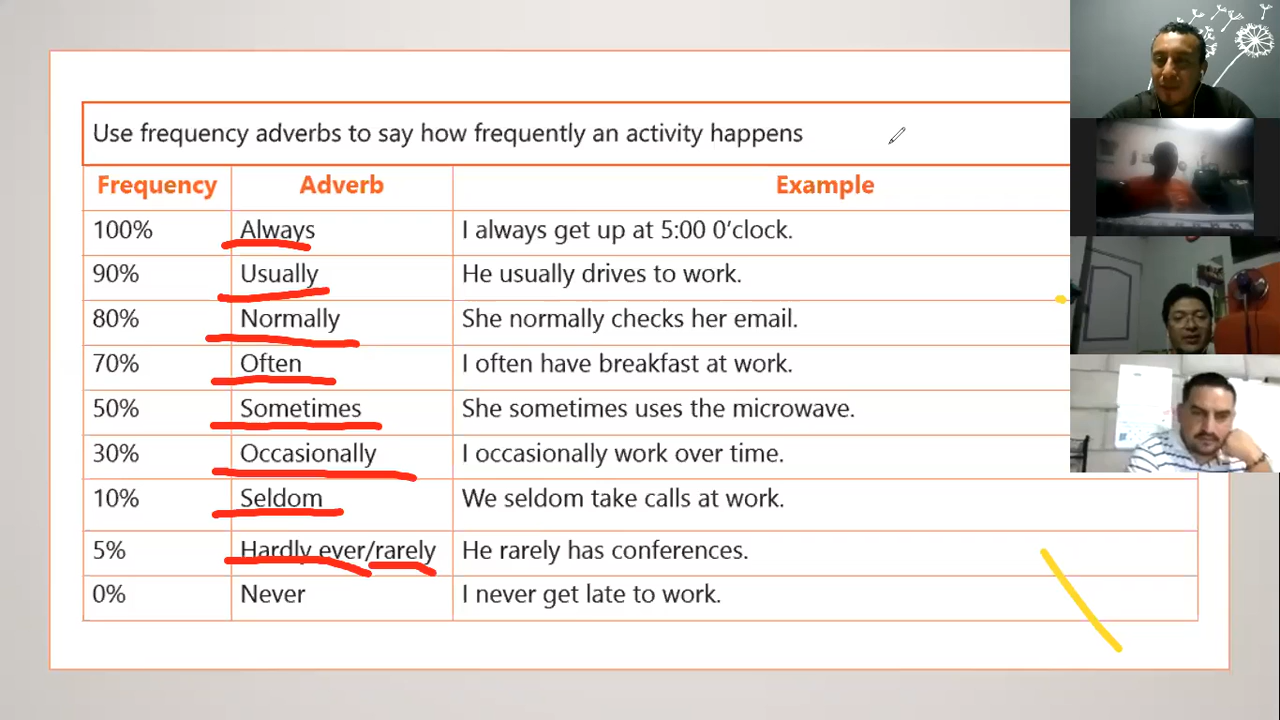 Use frequency adverbs to say how frequently an activity happens
Frequency Adverb Example
100% Always I always get up at 5:00 0'clock.
90% Usually He usually drives to work.
80% Normally She normally checks her email.
70% Often I often have breakfast at work.
50% Sometimes She sometimes uses the microwave.
30% Occasionally I occasionally work over time.
10% Seldom We seldom take calls at work.
5% Hardly ever/rarely He rarely has conferences.
0% Never I never get late to work.